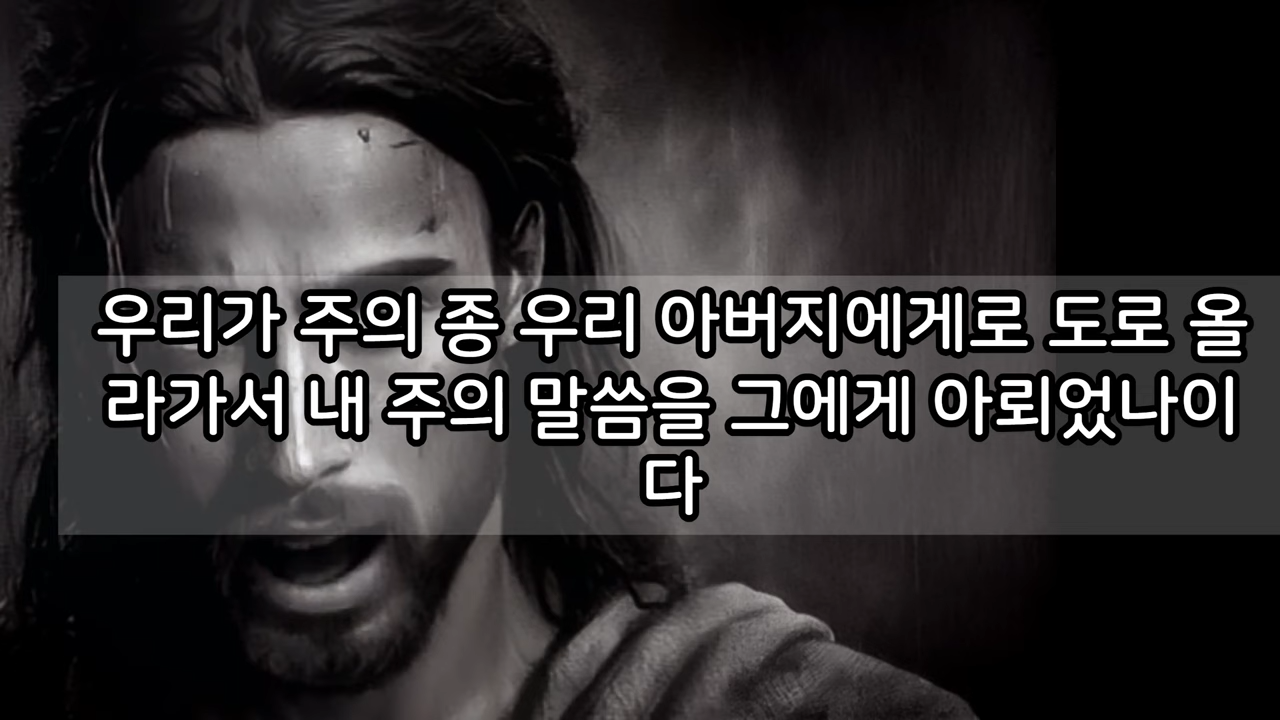 우리가 주의 종 우리 아버지에게로 도로 올
라가서 내 주의 말씀을 그에게 아뢰었나이
다